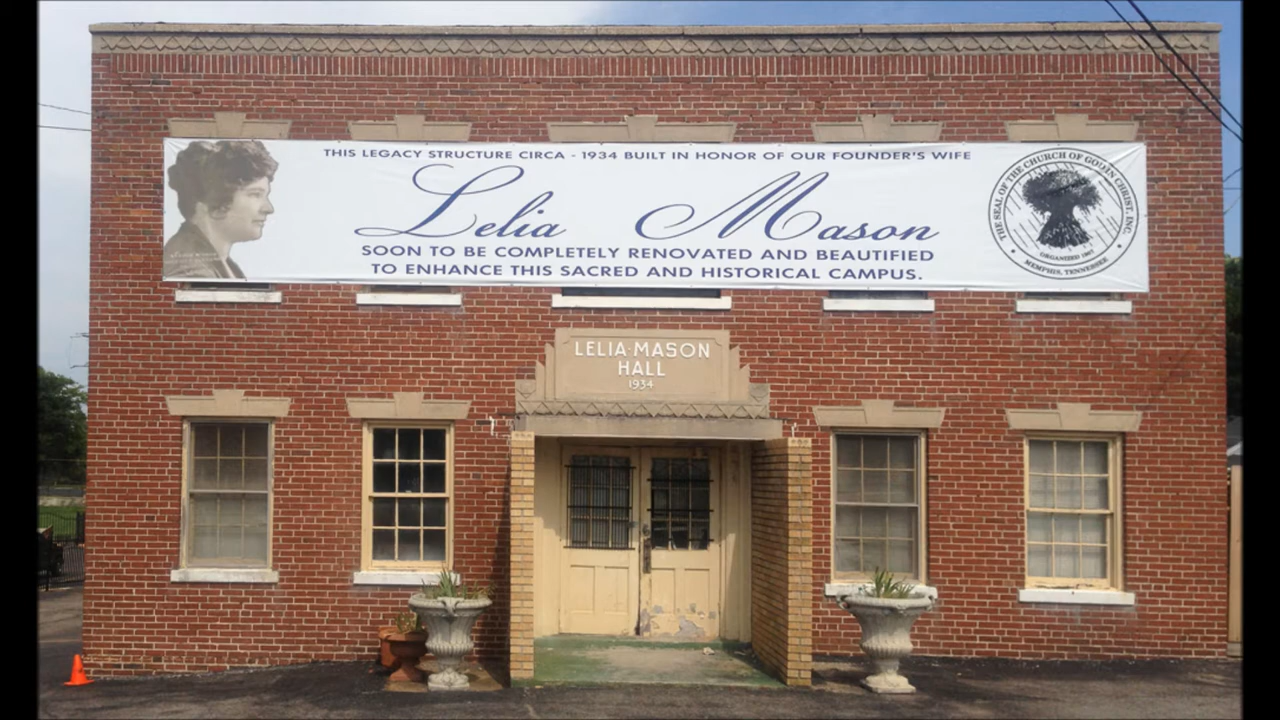 THIS LEGACY STRUCTURE CIRCA - 1934 BUILT IN HONOR OF OUR FOUNDER'S WIFE
Lelia Mason
SOON TO BE COMPLETELY RENOVATED AND BEAUTIFIED
TO ENHANCE THIS SACRED AND HISTORICAL CAMPUS.
THE SEAL OF THE CHURCH OF GOD IN CHRIST, INC.
ORGANIZED 1907
MEMPHIS, TENNESSEE
LELIA·MASON
HALL
1934